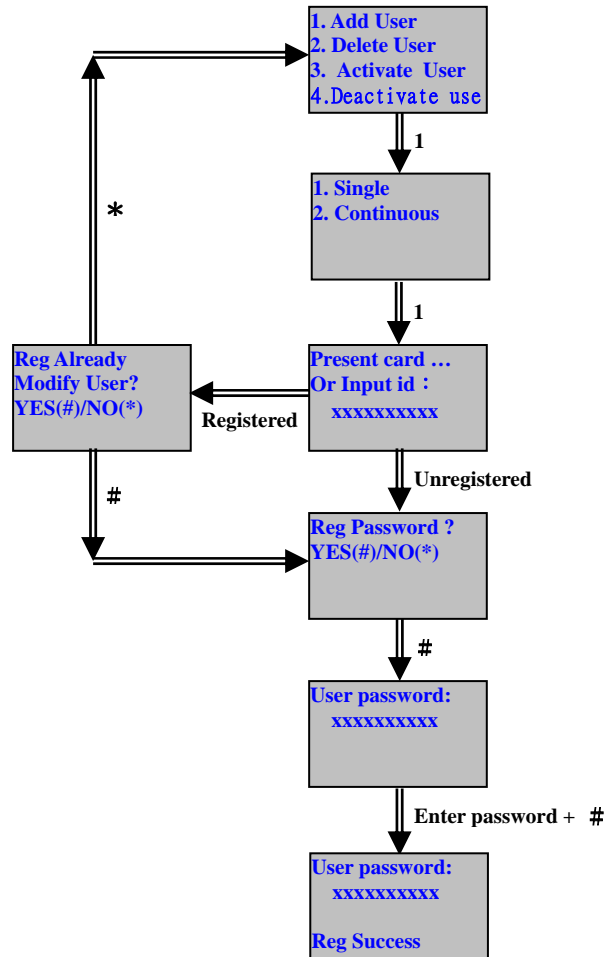 1. Add User
2. Delete User
3. Activate User
4.Deactivate use
1
1. Single
2. Continuous
*
1
Reg Already
Modify User?
YES(#)/NO(*)
Registered
Present card …
Or Input id：
xxxxxxxxxx
Unregistered
#
Reg Password ?
YES(#)/NO(*)
#
User password:
xxxxxxxxxx
Enter password + #
User password:
xxxxxxxxxx
Reg Success